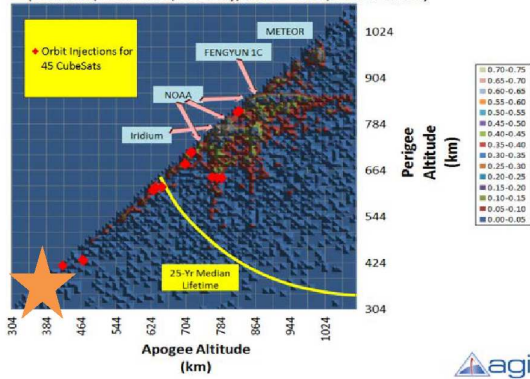 METEOR
FENGYUN 1C
NOAA
Iridium
Orbit Injections for
45 CubeSats
25-Yr Median
Lifetime
1024
904
784
664
544
424
304
Perigee
Altitude
(km)
304
384
464
544
624
704
784
864
944
1024
Apogee Altitude
(km)
0.70-0.75
0.65-0.70
0.60-0.65
0.55-0.60
0.50-0.55
0.45-0.50
0.40-0.45
0.35-0.40
0.30-0.35
0.25-0.30
0.20-0.25
0.15-0.20
0.10-0.15
0.05-0.10
0.00-0.05
agi